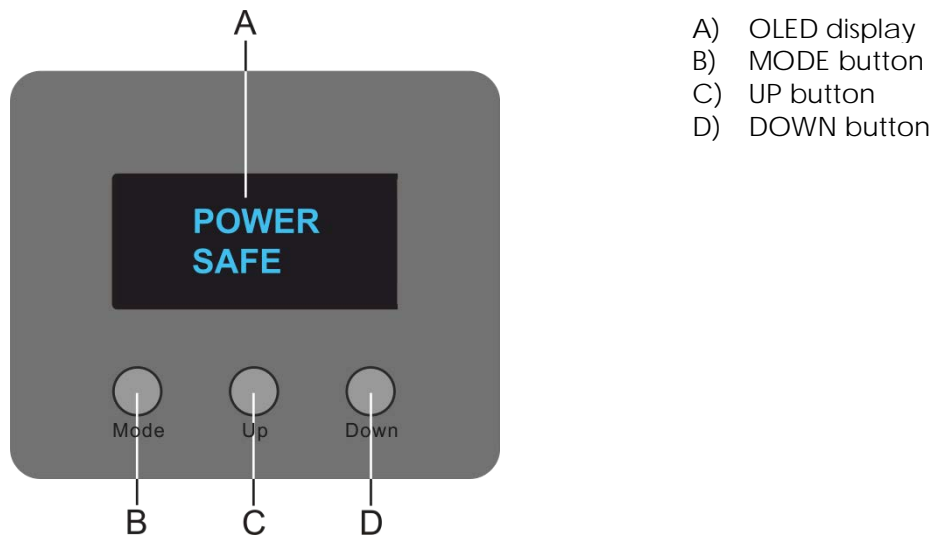 A
A) OLED display
B) MODE button
C) UP button
D) DOWN button
POWER
SAFE
Mode Up Down
B C D